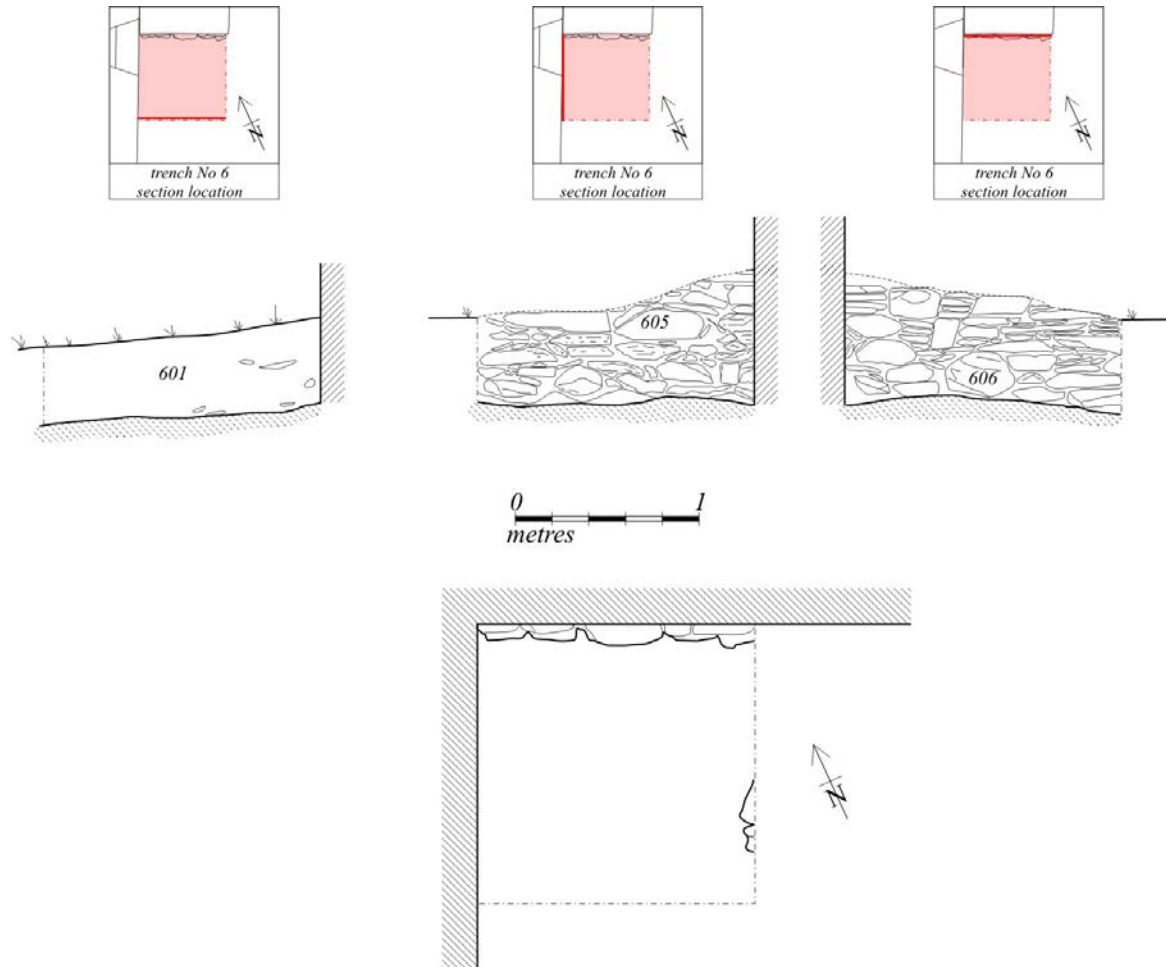 N
trench No 6
section location
N
trench No 6
section location
N
trench No 6
section location
601
605
606
0 1
metres
N